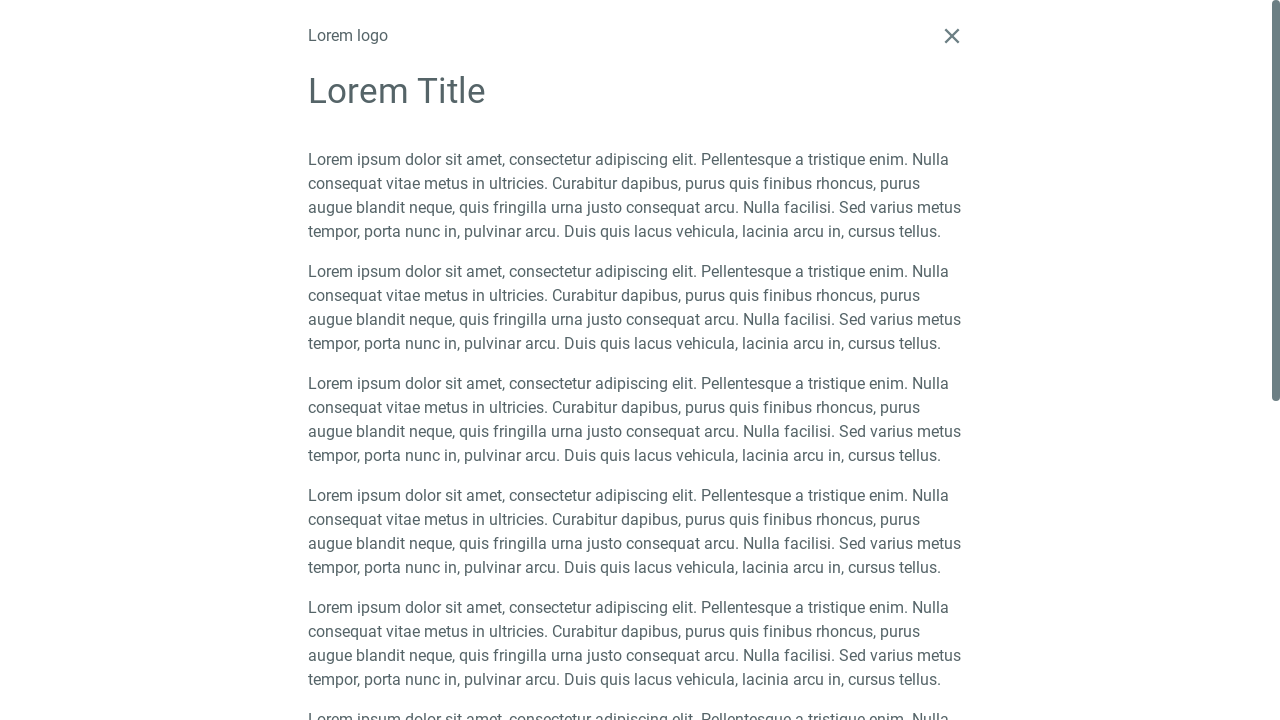 Lorem logo
Lorem Title
Lorem ipsum dolor sit amet, consectetur adipiscing elit. Pellentesque a tristique enim. Nulla
consequat vitae metus in ultricies. Curabitur dapibus, purus quis finibus rhoncus, purus
augue blandit neque, quis fringilla urna justo consequat arcu. Nulla facilisi. Sed varius metus
tempor, porta nunc in, pulvinar arcu. Duis quis lacus vehicula, lacinia arcu in, cursus tellus.
Lorem ipsum dolor sit amet, consectetur adipiscing elit. Pellentesque a tristique enim. Nulla
consequat vitae metus in ultricies. Curabitur dapibus, purus quis finibus rhoncus, purus
augue blandit neque, quis fringilla urna justo consequat arcu. Nulla facilisi. Sed varius metus
tempor, porta nunc in, pulvinar arcu. Duis quis lacus vehicula, lacinia arcu in, cursus tellus.
Lorem ipsum dolor sit amet, consectetur adipiscing elit. Pellentesque a tristique enim. Nulla
consequat vitae metus in ultricies. Curabitur dapibus, purus quis finibus rhoncus, purus
augue blandit neque, quis fringilla urna justo consequat arcu. Nulla facilisi. Sed varius metus
tempor, porta nunc in, pulvinar arcu. Duis quis lacus vehicula, lacinia arcu in, cursus tellus.
Lorem ipsum dolor sit amet, consectetur adipiscing elit. Pellentesque a tristique enim. Nulla
consequat vitae metus in ultricies. Curabitur dapibus, purus quis finibus rhoncus, purus
augue blandit neque, quis fringilla urna justo consequat arcu. Nulla facilisi. Sed varius metus
tempor, porta nunc in, pulvinar arcu. Duis quis lacus vehicula, lacinia arcu in, cursus tellus.
Lorem ipsum dolor sit amet, consectetur adipiscing elit. Pellentesque a tristique enim. Nulla
consequat vitae metus in ultricies. Curabitur dapibus, purus quis finibus rhoncus, purus
augue blandit neque, quis fringilla urna justo consequat arcu. Nulla facilisi. Sed varius metus
tempor, porta nunc in, pulvinar arcu. Duis quis lacus vehicula, lacinia arcu in, cursus tellus.
Lorem ipsum dolor sit amet, consectetur adipiscing elit. Pellentesque a tristique enim. Nulla